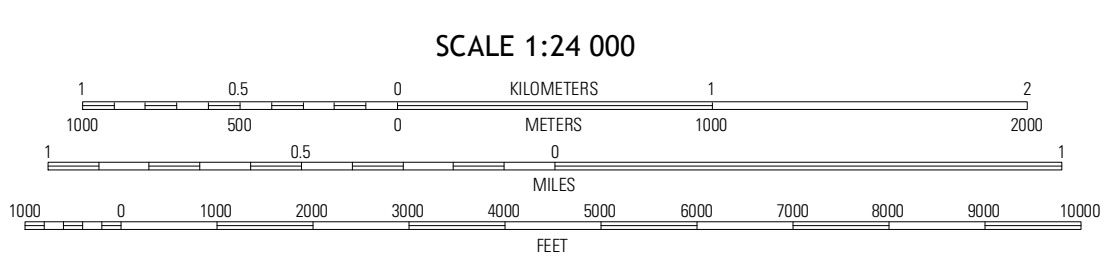 SCALE 1:24 000
1 0.5 0 KILOMETERS 1 2
1000 500 0 METERS 1000 2000
1 0.5 0 1
MILES
1000 0 1000 2000 3000 4000 5000 6000 7000 8000 9000 10000
FEET